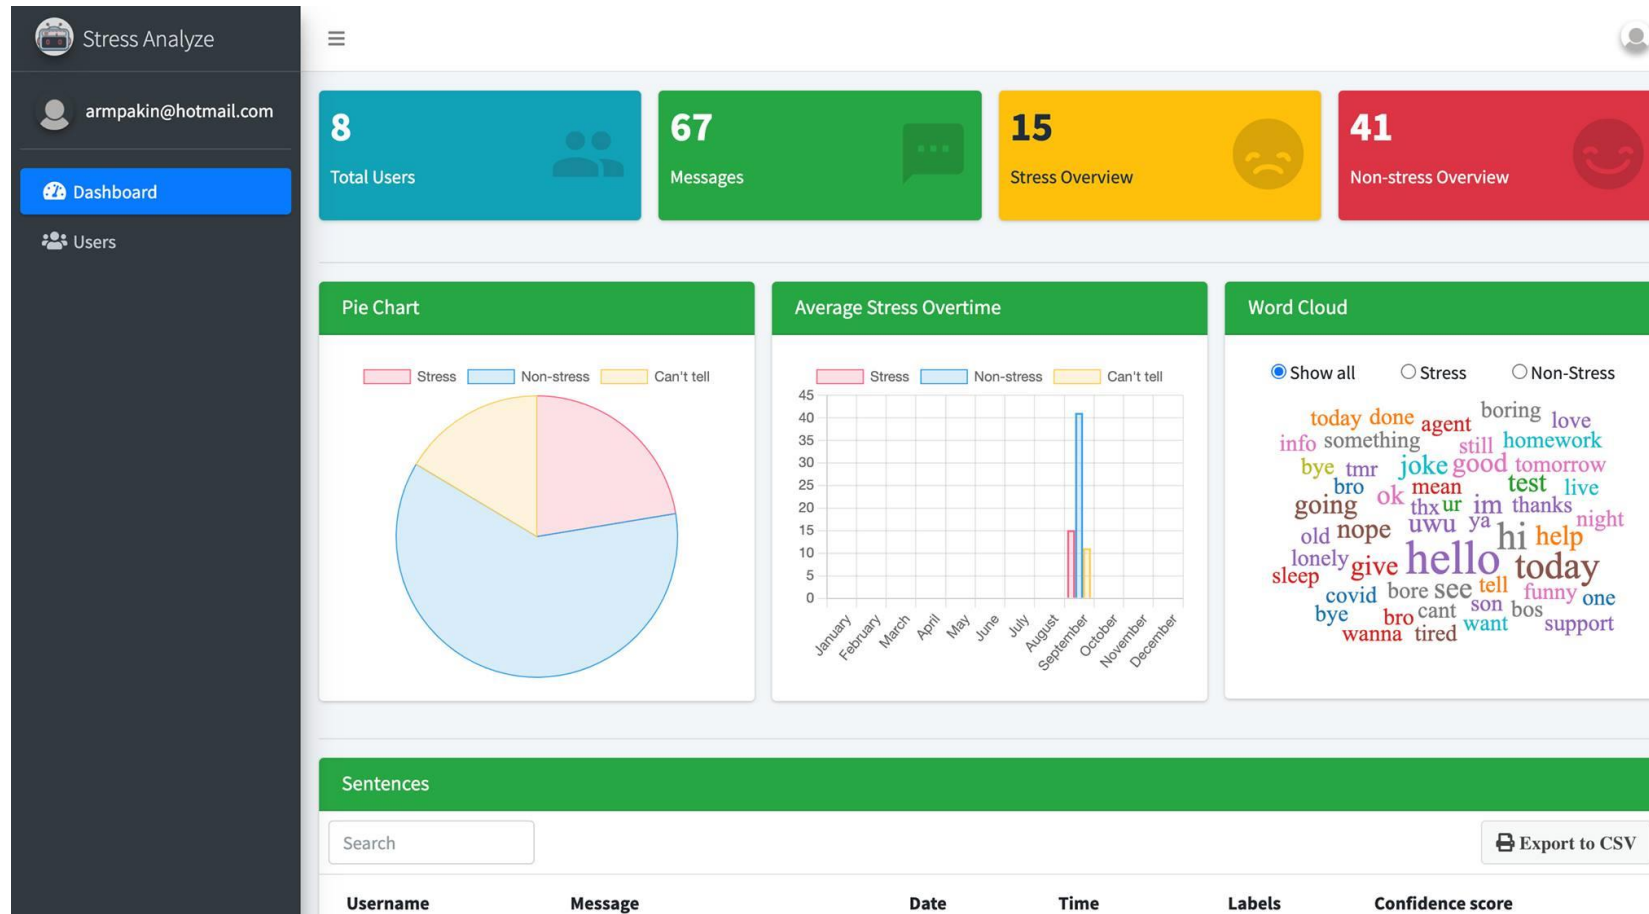 Stress Analyze
armpakin@hotmail.com
Dashboard
Users
8
Total Users
67
Messages
15
Stress Overview
41
Non-stress Overview
Pie Chart
Stress Non-stress Can't tell
Average Stress Overtime
Stress Non-stress Can't tell
45
40
35
30
25
20
15
10
5
0
January February March April May June July August September October November December
Word Cloud
Show all Stress Non-Stress
today done agent boring love
info something still homework
bye tmr joke good tomorrow
bro ok mean test live
going thx ur im thanks
old nope uwu ya hi help night
lonely give hello today
sleep covid bore see tell funny one
bye bro cant son bos
wanna tired want support
Sentences
Search
Export to CSV
Username Message Date Time Labels Confidence score